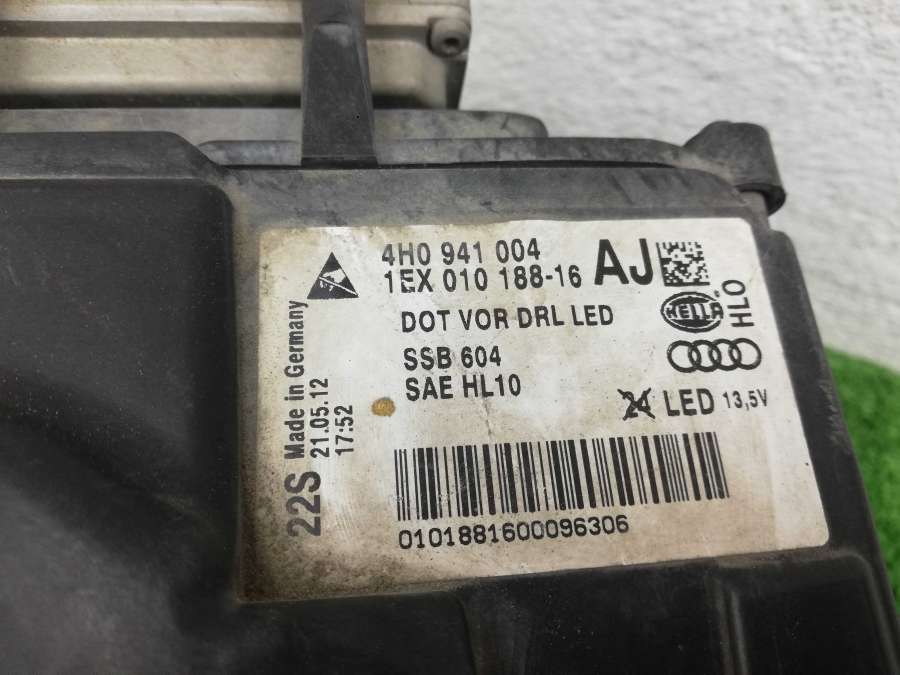 4H0 941 004
1EX 010 188-16
AJ
DOT VOR DRL LED
HELLA
HLO
SSB 604
SAE HL10
LED 13,5V
Made in Germany
21.05.12
17:52
22S
0101881600096306